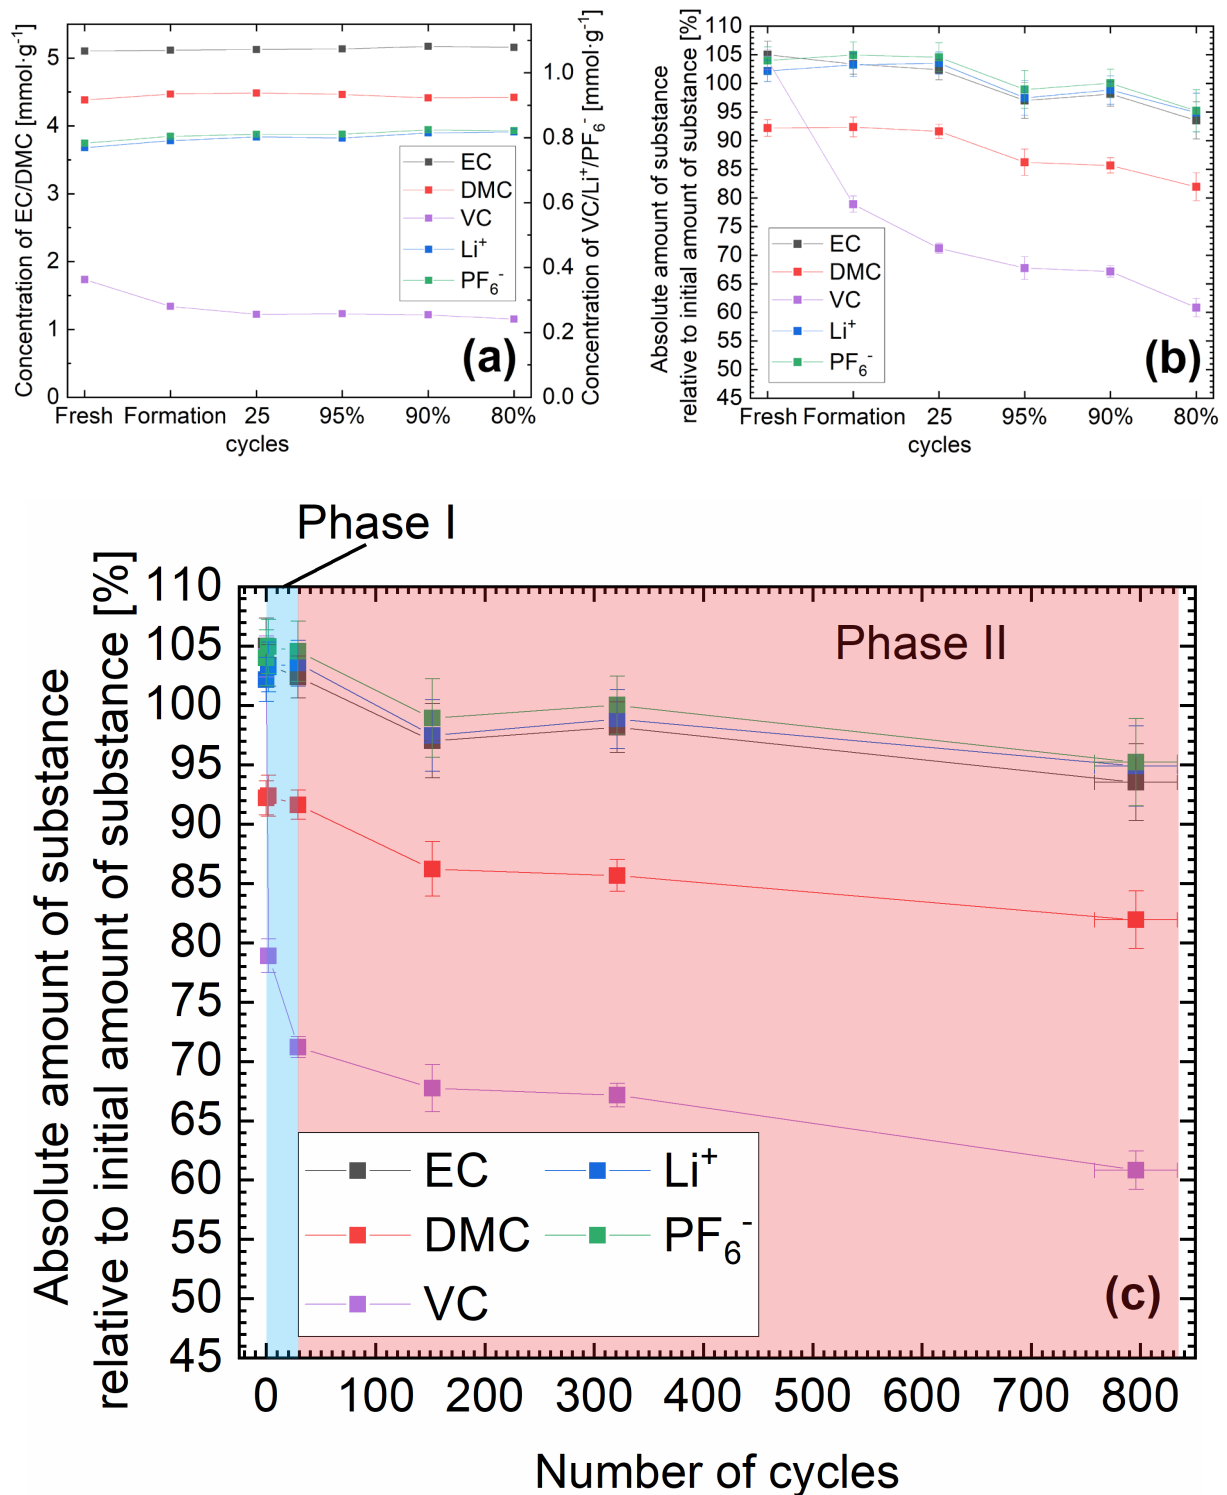 Concentration of EC/DMC [mmol·g⁻¹]
5
4
3
2
1
0
EC
DMC
VC
Li⁺
PF₆⁻
(a)
1.0
0.8
0.6
0.4
0.2
0.0
Concentration of VC/Li⁺/PF₆⁻ [mmol·g⁻¹]
Fresh Formation 25 95% 90% 80%
cycles
Absolute amount of substance
relative to initial amount of substance [%]
110
105
100
95
90
85
80
75
70
65
60
55
50
45
EC
DMC
VC
Li⁺
PF₆⁻
(b)
Fresh Formation 25 95% 90% 80%
cycles
Phase I
Absolute amount of substance
relative to initial amount of substance [%]
110
105
100
95
90
85
80
75
70
65
60
55
50
45
Phase II
EC Li⁺
DMC PF₆⁻
VC
(c)
0 100 200 300 400 500 600 700 800
Number of cycles